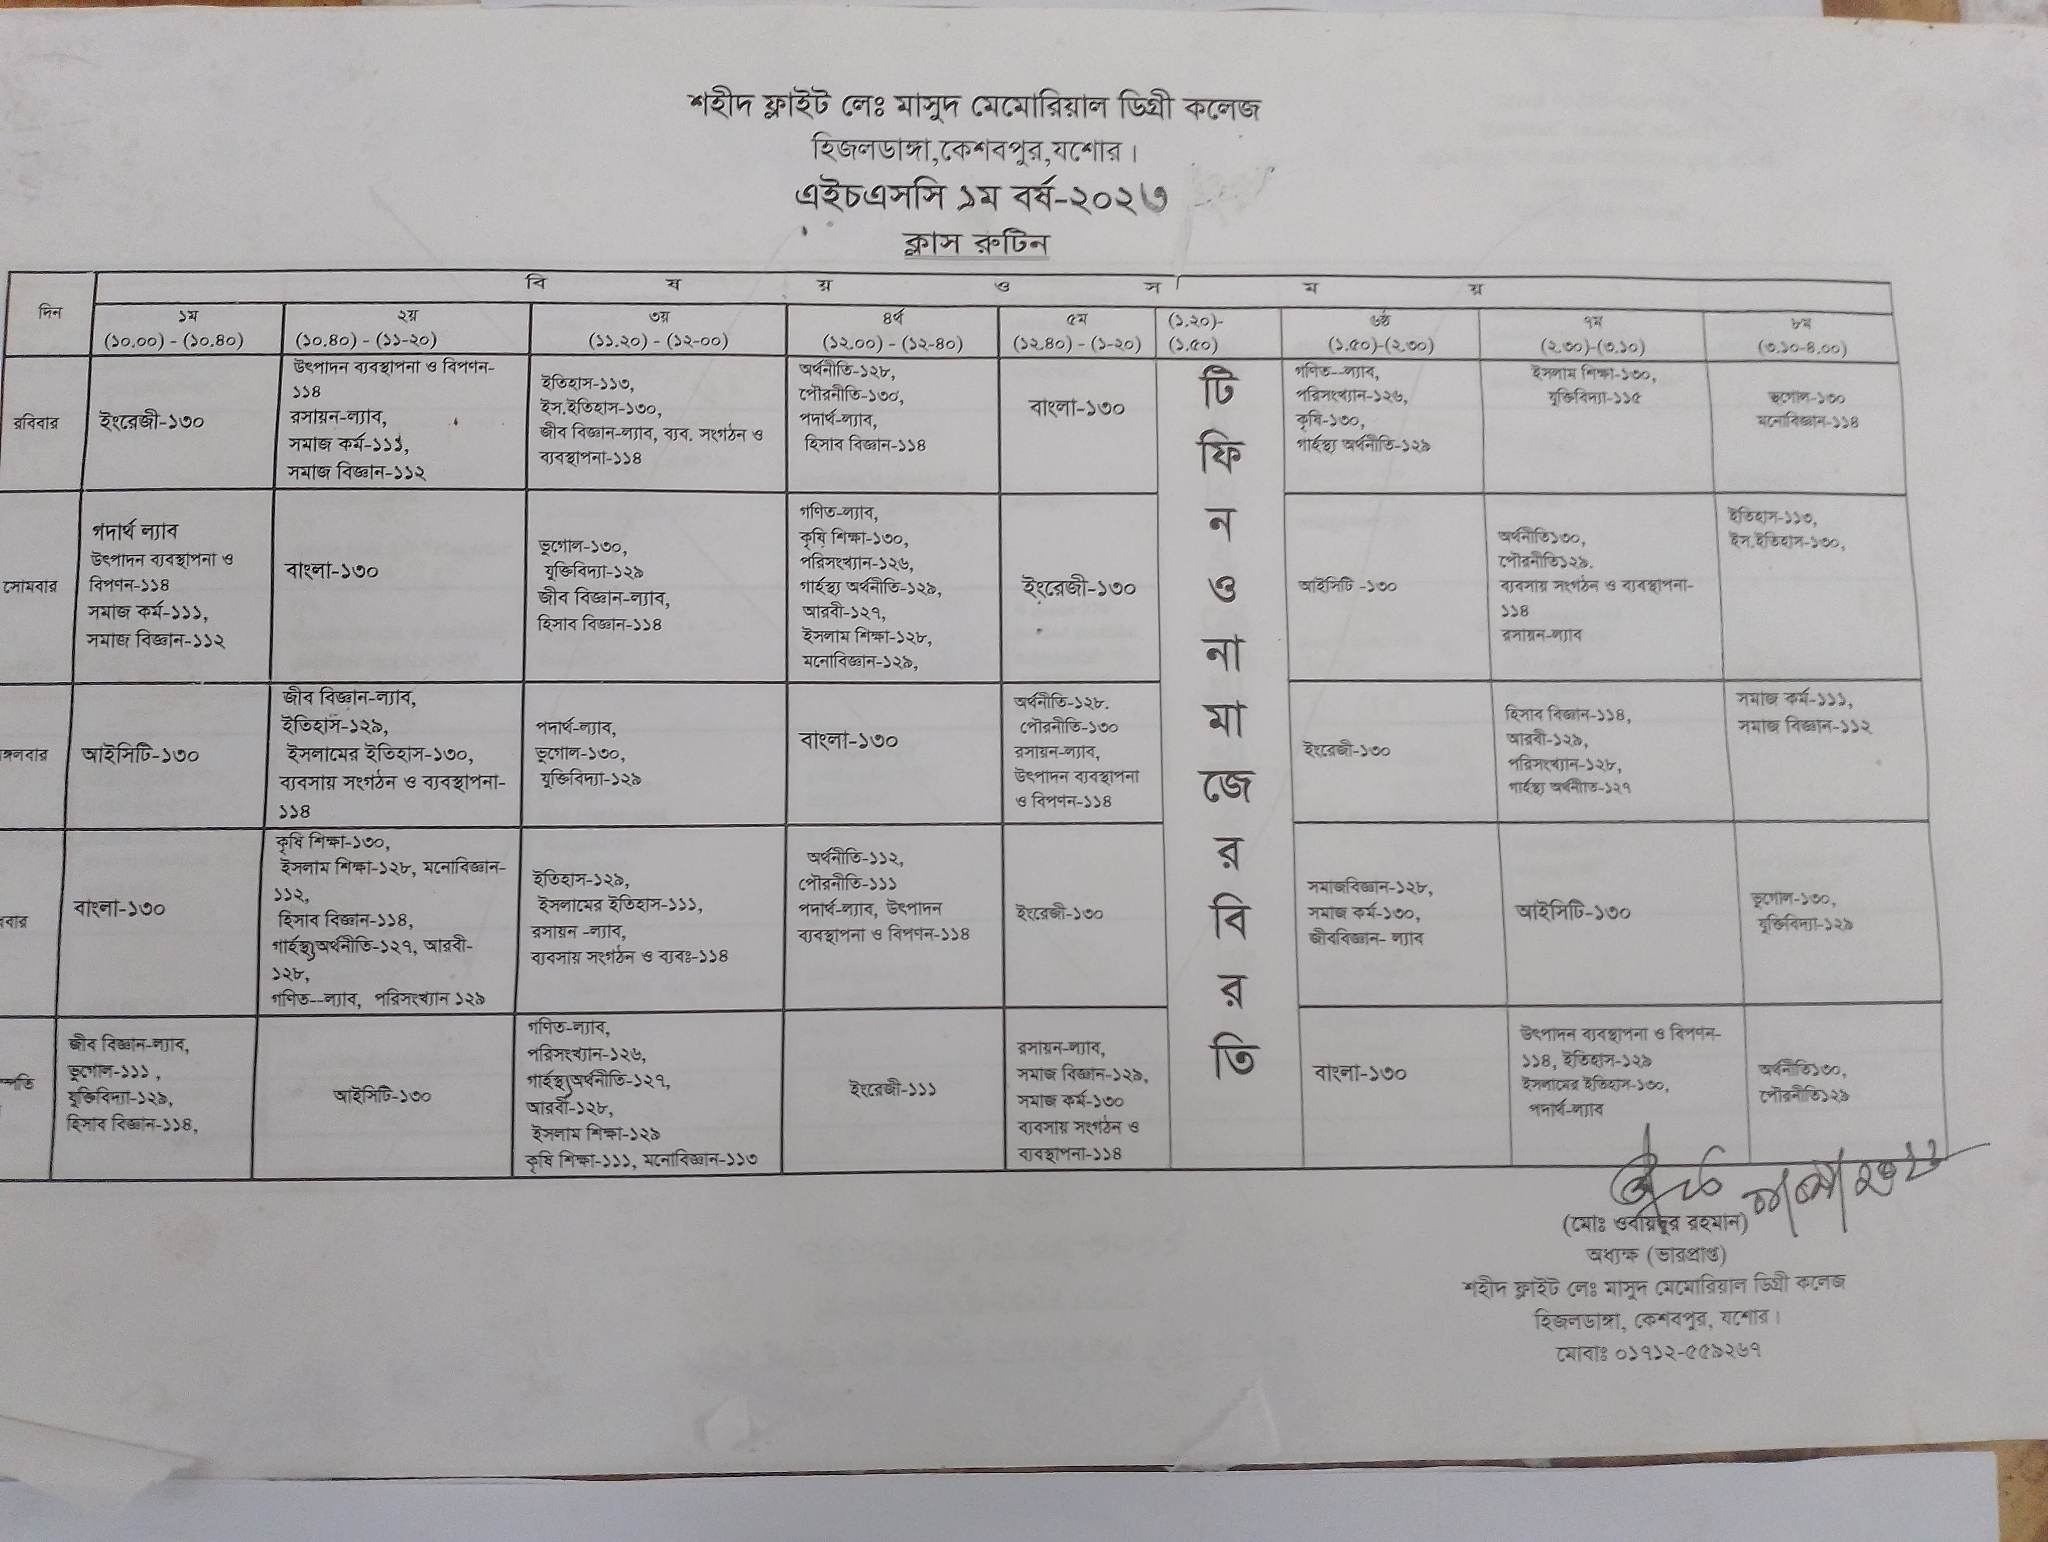 শহীদ ফ্লাইট লেঃ মাসুদ মেমোরিয়াল ডিগ্রী কলেজ
হিজলডাঙ্গা,কেশবপুর,যশোর।
এইচএসসি ১ম বর্ষ-২০২৩
ক্লাস রুটিন
দিন
বি ষ য় ও স ম য়
১ম
(১০.০০) - (১০.৪০)
২য়
(১০.৪০) - (১১-২০)
৩য়
(১১.২০) - (১২-০০)
৪র্থ
(১২.০০) - (১২-৪০)
৫ম
(১২.৪০) - (১-২০)
(১.২০)-
(১.৫০)
৬ষ্ঠ
(১.৫০)-(২.৩০)
৭ম
(২.৩০)-(৩.১০)
৮ম
(৩.১০-৪.০০)
রবিবার
ইংরেজী-১৩০
উৎপাদন ব্যবস্থাপনা ও বিপণন-
১১৪
রসায়ন-ল্যাব,
সমাজ কর্ম-১১১,
সমাজ বিজ্ঞান-১১২
ইতিহাস-১১৩,
ইস.ইতিহাস-১৩০,
জীব বিজ্ঞান-ল্যাব, ব্যব. সংগঠন ও
ব্যবস্থাপনা-১১৪
অর্থনীতি-১২৮,
পৌরনীতি-১৩০,
পদার্থ-ল্যাব,
হিসাব বিজ্ঞান-১১৪
বাংলা-১৩০
টি
ফি
ন
ও
না
মা
জে
র
বি
র
তি
গণিত--ল্যাব,
পরিসংখ্যান-১২৬,
কৃষি-১৩০,
গার্হস্থ্য অর্থনীতি-১২৯
ইসলাম শিক্ষা-১৩০,
যুক্তিবিদ্যা-১১৫
ভুগোল-১৩০
মনোবিজ্ঞান-১১৪
সোমবার
পদার্থ ল্যাব
উৎপাদন ব্যবস্থাপনা ও
বিপণন-১১৪
সমাজ কর্ম-১১১,
সমাজ বিজ্ঞান-১১২
বাংলা-১৩০
ভুগোল-১৩০,
যুক্তিবিদ্যা-১২৯
জীব বিজ্ঞান-ল্যাব,
হিসাব বিজ্ঞান-১১৪
গণিত-ল্যাব,
কৃষি শিক্ষা-১৩০,
পরিসংখ্যান-১২৬,
গার্হস্থ্য অর্থনীতি-১২৯,
আরবী-১২৭,
ইসলাম শিক্ষা-১২৮,
মনোবিজ্ঞান-১২৯,
ইংরেজী-১৩০
আইসিটি -১৩০
অর্থনীতি১৩০,
পৌরনীতি১২৯.
ব্যবসায় সংগঠন ও ব্যবস্থাপনা-
১১৪
রসায়ন-ল্যাব
ইতিহাস-১১৩,
ইস.ইতিহাস-১৩০,
ঙ্গলবার
আইসিটি-১৩০
জীব বিজ্ঞান-ল্যাব,
ইতিহাস-১২৯,
ইসলামের ইতিহাস-১৩০,
ব্যবসায় সংগঠন ও ব্যবস্থাপনা-
১১৪
পদার্থ-ল্যাব,
ভুগোল-১৩০,
যুক্তিবিদ্যা-১২৯
বাংলা-১৩০
অর্থনীতি-১২৮.
পৌরনীতি-১৩০
রসায়ন-ল্যাব,
উৎপাদন ব্যবস্থাপনা
ও বিপণন-১১৪
ইংরেজী-১৩০
হিসাব বিজ্ঞান-১১৪,
আরবী-১২৯,
পরিসংখ্যান-১২৮,
গার্হস্থ্য অর্থনীতি-১২৭
সমাজ কর্ম-১১১,
সমাজ বিজ্ঞান-১১২
ধবার
বাংলা-১৩০
কৃষি শিক্ষা-১৩০,
ইসলাম শিক্ষা-১২৮, মনোবিজ্ঞান-
১১২,
হিসাব বিজ্ঞান-১১৪,
গার্হস্থ্যঅর্থনীতি-১২৭, আরবী-
১২৮,
গণিত--ল্যাব, পরিসংখ্যান ১২৯
ইতিহাস-১২৯,
ইসলামের ইতিহাস-১১১,
রসায়ন -ল্যাব,
ব্যবসায় সংগঠন ও ব্যবঃ-১১৪
অর্থনীতি-১১২,
পৌরনীতি-১১১
পদার্থ-ল্যাব, উৎপাদন
ব্যবস্থাপনা ও বিপণন-১১৪
ইংরেজী-১৩০
সমাজবিজ্ঞান-১২৮,
সমাজ কর্ম-১৩০,
জীববিজ্ঞান- ল্যাব
আইসিটি-১৩০
ভুগোল-১৩০,
যুক্তিবিদ্যা-১২৯
স্পতি
জীব বিজ্ঞান-ল্যাব,
ভুগোল-১১১ ,
যুক্তিবিদ্যা-১২৯,
হিসাব বিজ্ঞান-১১৪,
আইসিটি-১৩০
গণিত-ল্যাব,
পরিসংখ্যান-১২৬,
গার্হস্থ্যঅর্থনীতি-১২৭,
আরবী-১২৮,
ইসলাম শিক্ষা-১২৯
কৃষি শিক্ষা-১১১, মনোবিজ্ঞান-১১৩
ইংরেজী-১১১
রসায়ন-ল্যাব,
সমাজ বিজ্ঞান-১২৯,
সমাজ কর্ম-১৩০
ব্যবসায় সংগঠন ও
ব্যবস্থাপনা-১১৪
বাংলা-১৩০
উৎপাদন ব্যবস্থাপনা ও বিপণন-
১১৪, ইতিহাস-১২৯
ইসলামের ইতিহাস-১৩০,
পদার্থ-ল্যাব
অর্থনীতি১৩০,
পৌরনীতি১২৯
(মোঃ ওবায়দুর রহমান)
অধ্যক্ষ (ভারপ্রাপ্ত)
শহীদ ফ্লাইট লেঃ মাসুদ মেমোরিয়াল ডিগ্রী কলেজ
হিজলডাঙ্গা, কেশবপুর, যশোর।
মোবাঃ ০১৭১২-৫৫৯২৬৭